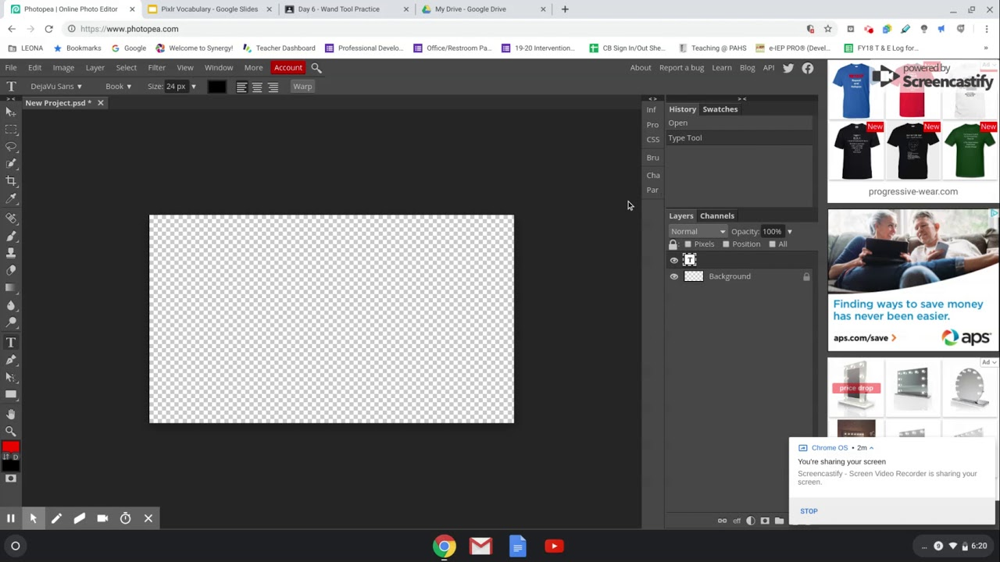 Photopea | Online Photo Editor
Pixlr Vocabulary - Google Slides
Day 6 - Wand Tool Practice
My Drive - Google Drive
https://www.photopea.com
LEONA
Bookmarks
Google
Welcome to Synergy!
Teacher Dashboard
Professional Develo...
Office/Restroom Pa...
19-20 Intervention...
CB Sign In/Out She...
Teaching @ PAHS
e-IEP PRO® (Devel...
FY18 T & E Log for...
»
File Edit Image Layer Select Filter View Window More Account
About Report a bug Learn Blog API
DejaVu Sans Book Size: 24 px Warp
New Project.psd *
Inf
Pro
CSS
Bru
Cha
Par
History Swatches
Open
Type Tool
Layers Channels
Normal Opacity: 100%
Pixels Position All
T
Background
eff
powered by
Screencastify
New New
progressive-wear.com
Finding ways to save money
has never been easier.
aps.com/save
aps
Ad
price drop
Chrome OS • 2m
You're sharing your screen
Screencastify - Screen Video Recorder is sharing your
screen.
STOP
D
... 9 6:20